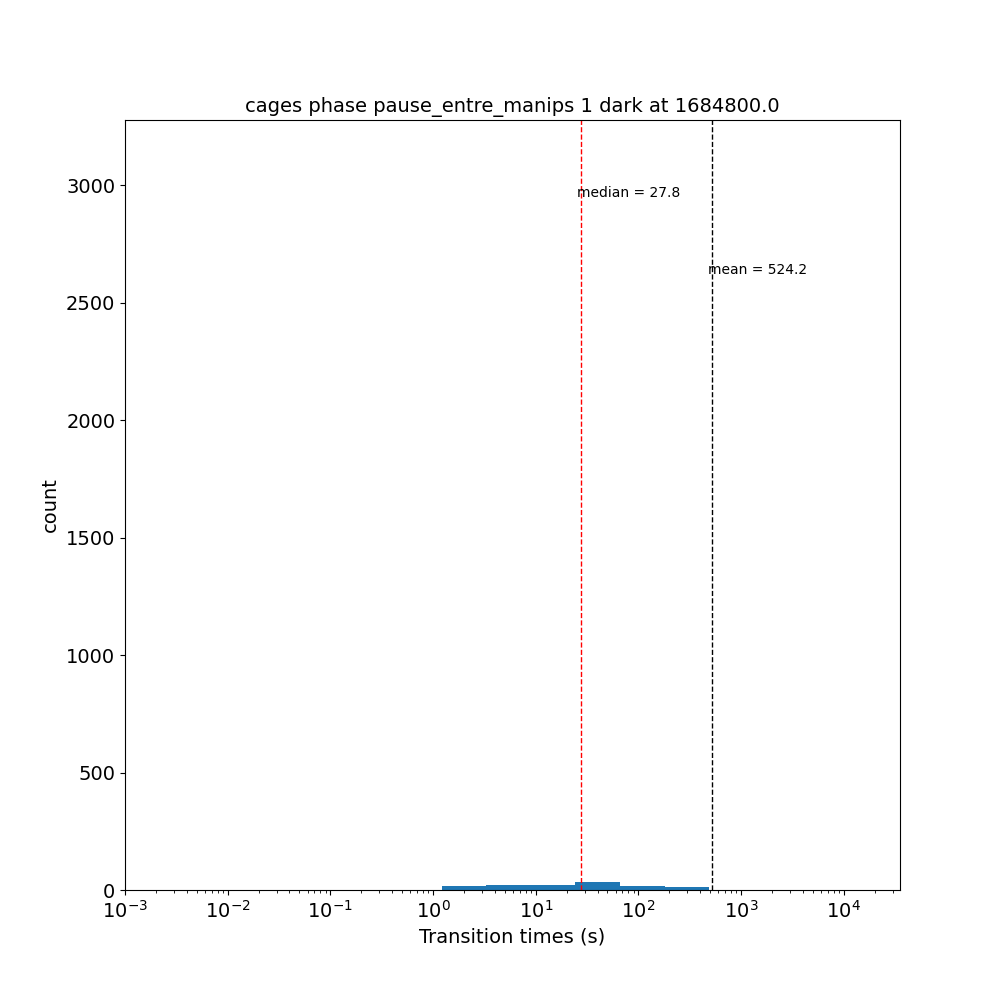 cages phase pause_entre_manips 1 dark at 1684800.0
3000
median = 27.8
mean = 524.2
2500
2000
count
1500
1000
500
0
10⁻³ 10⁻² 10⁻¹ 10⁰ 10¹ 10² 10³ 10⁴
Transition times (s)